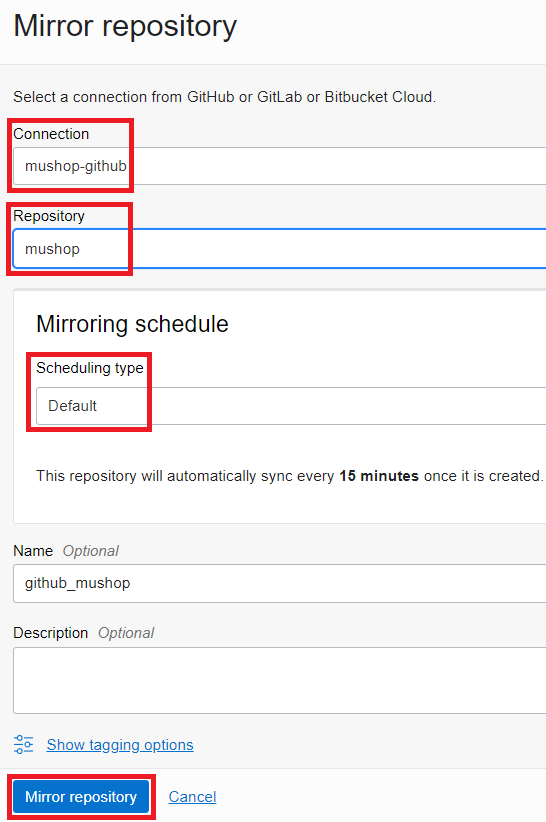 Mirror repository
Select a connection from GitHub or GitLab or Bitbucket Cloud.
Connection
mushop-github
Repository
mushop
Mirroring schedule
Scheduling type
Default
This repository will automatically sync every 15 minutes once it is created.
Name Optional
github_mushop
Description Optional
Show tagging options
Mirror repository Cancel